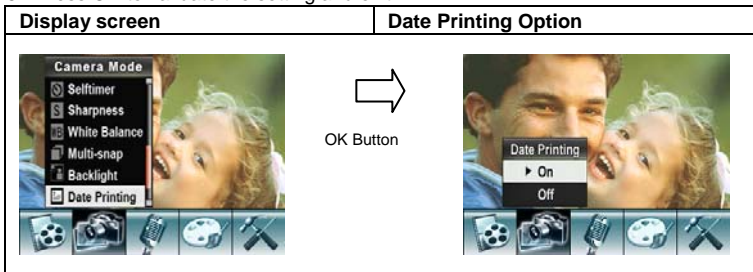 Display screen
Date Printing Option
Camera Mode
Selftimer
S Sharpness
WB White Balance
Multi-snap
Backlight
Date Printing
OK Button
Date Printing
On
Off